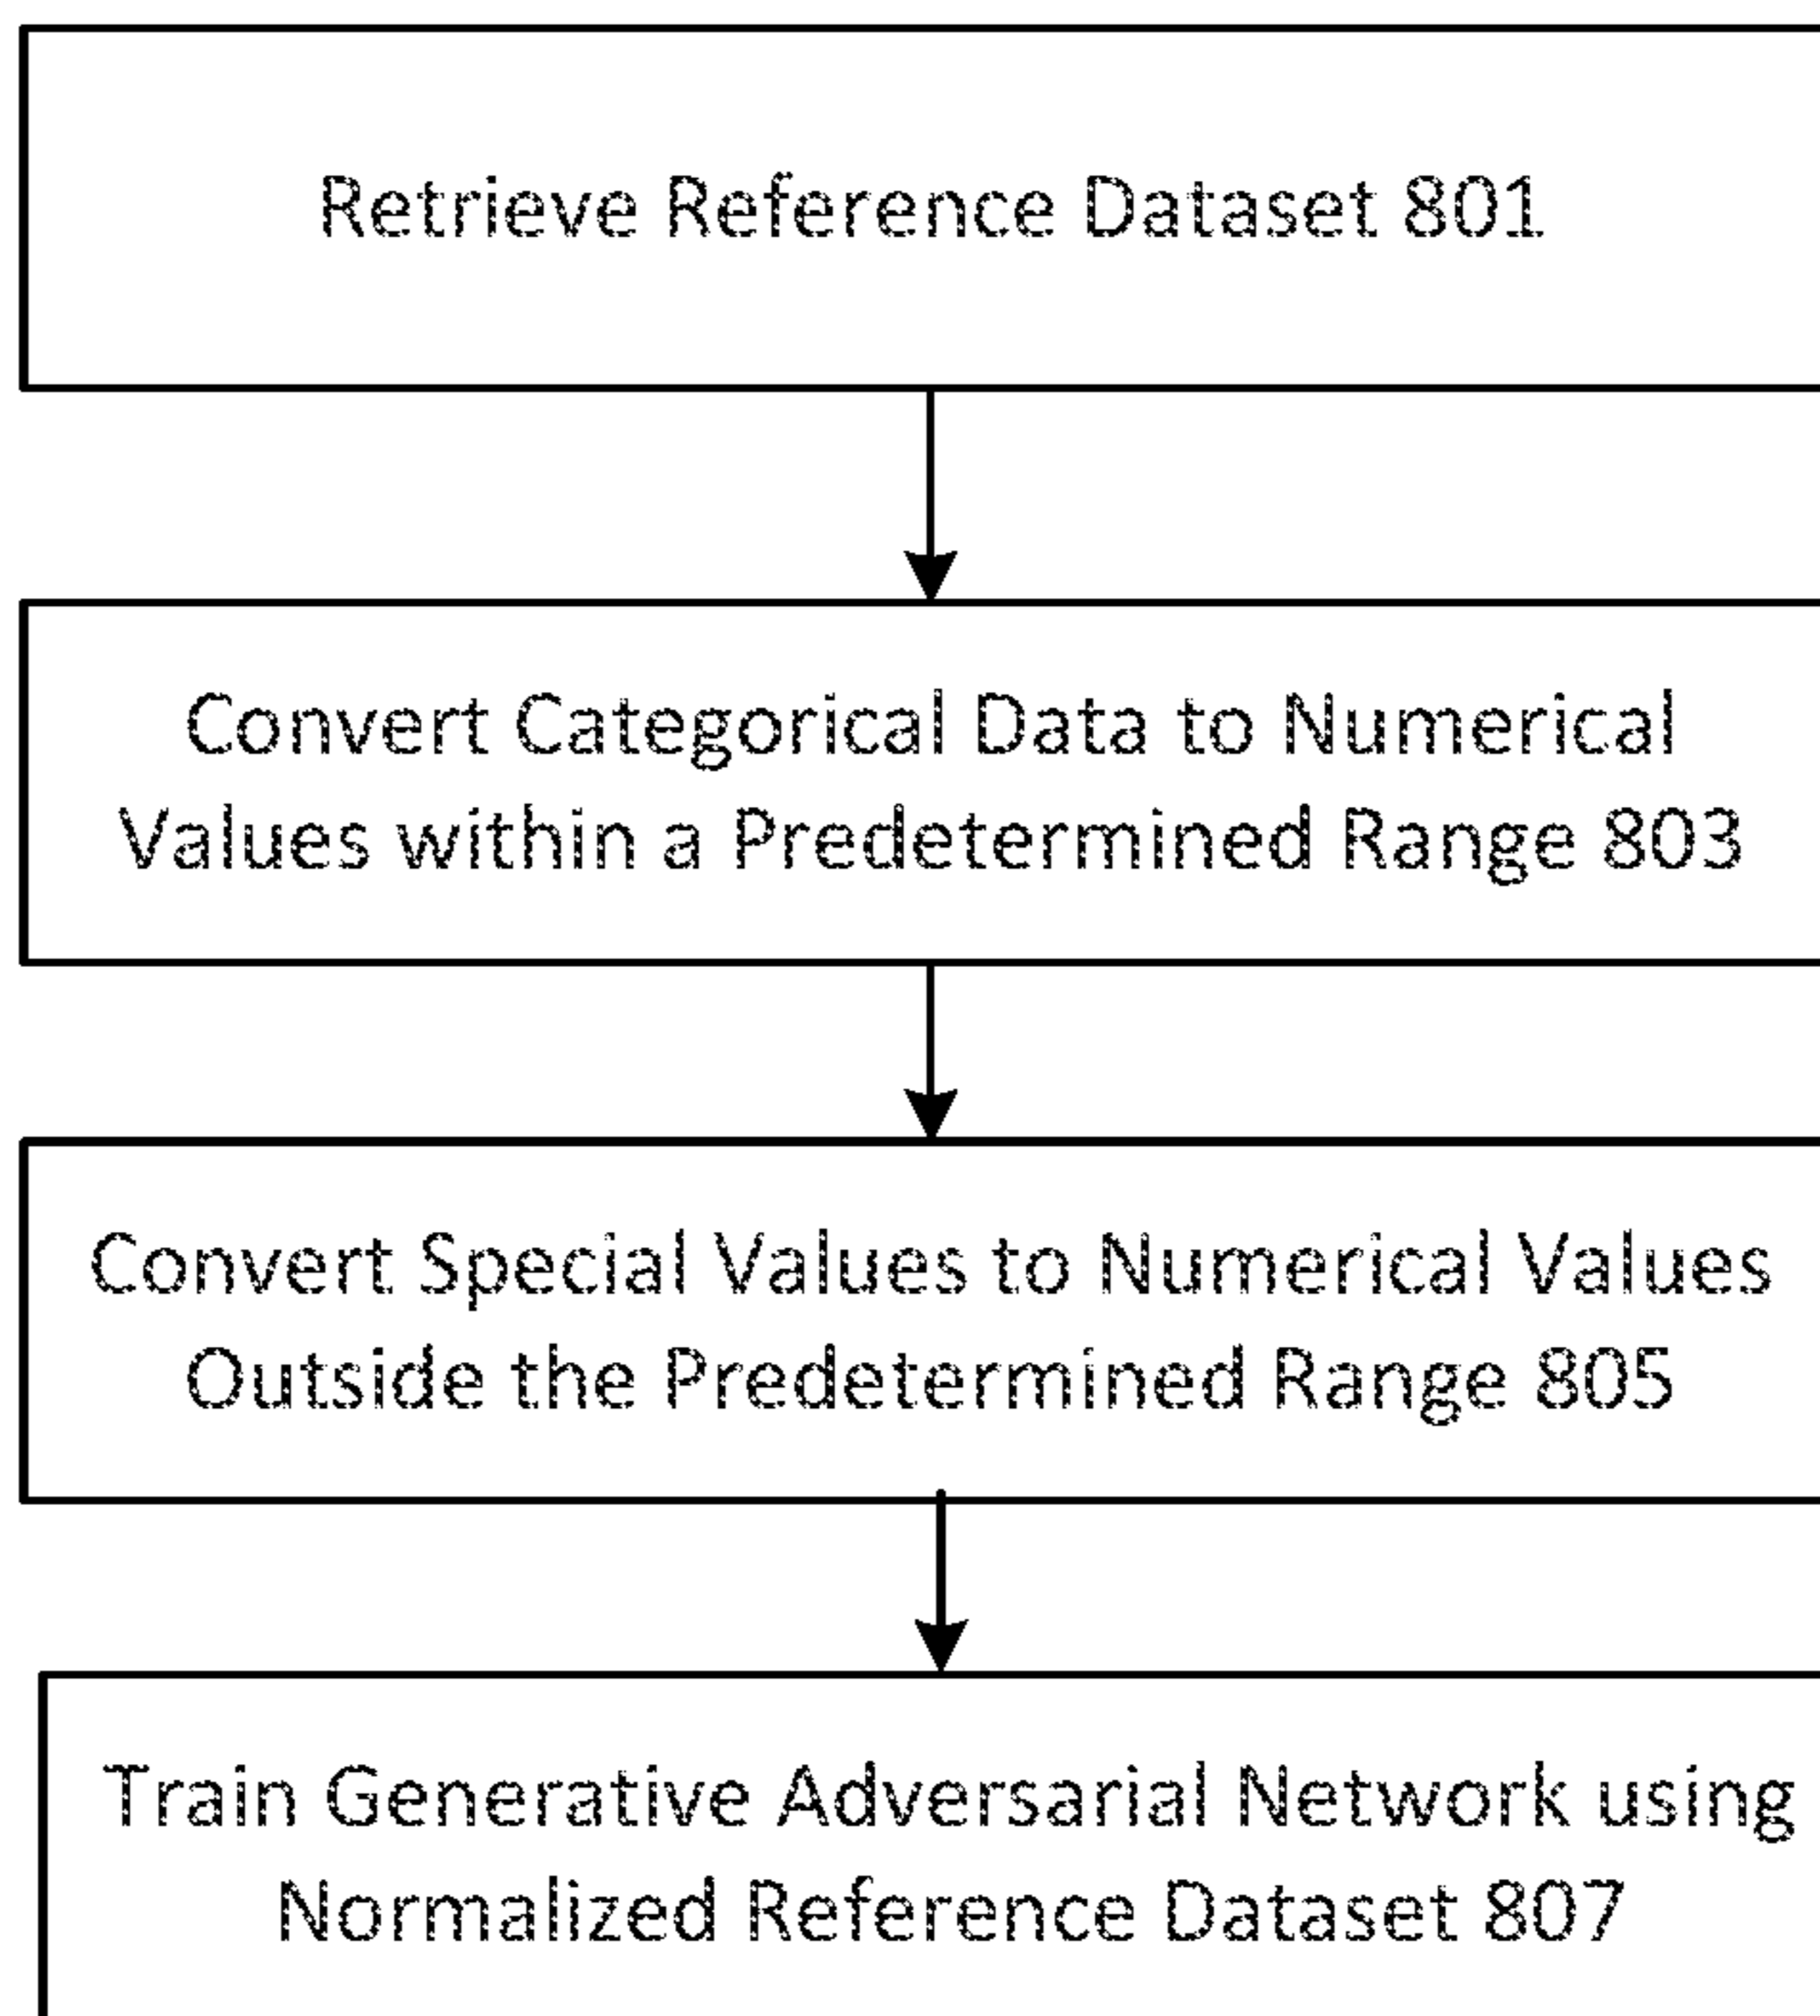 Retrieve Reference Dataset 801
Convert Categorical Data to Numerical
Values within a Predetermined Range 803
Convert Special Values to Numerical Values
Outside the Predetermined Range 805
Train Generative Adversarial Network using
Normalized Reference Dataset 807